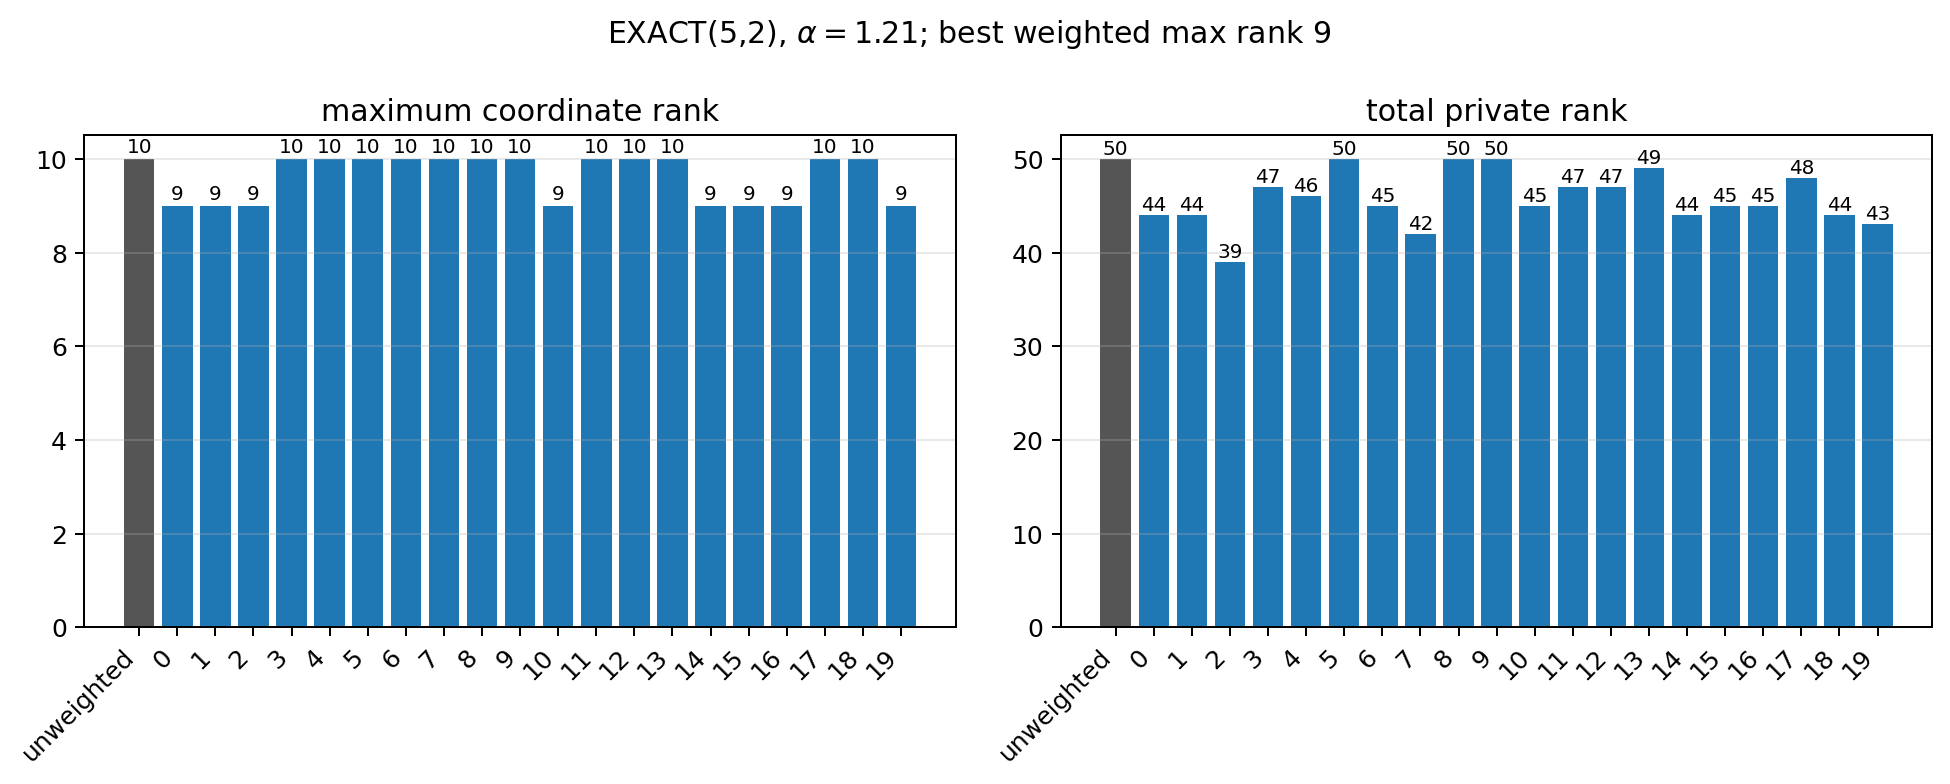 EXACT(5,2), α = 1.21; best weighted max rank 9
maximum coordinate rank
10 9 9 9 10 10 10 10 10 10 10 9 10 10 10 9 9 9 10 10 9
10
8
6
4
2
0
unweighted 0 1 2 3 4 5 6 7 8 9 10 11 12 13 14 15 16 17 18 19
total private rank
50 44 44 39 47 46 50 45 42 50 50 45 47 47 49 44 45 45 48 44 43
50
40
30
20
10
0
unweighted 0 1 2 3 4 5 6 7 8 9 10 11 12 13 14 15 16 17 18 19